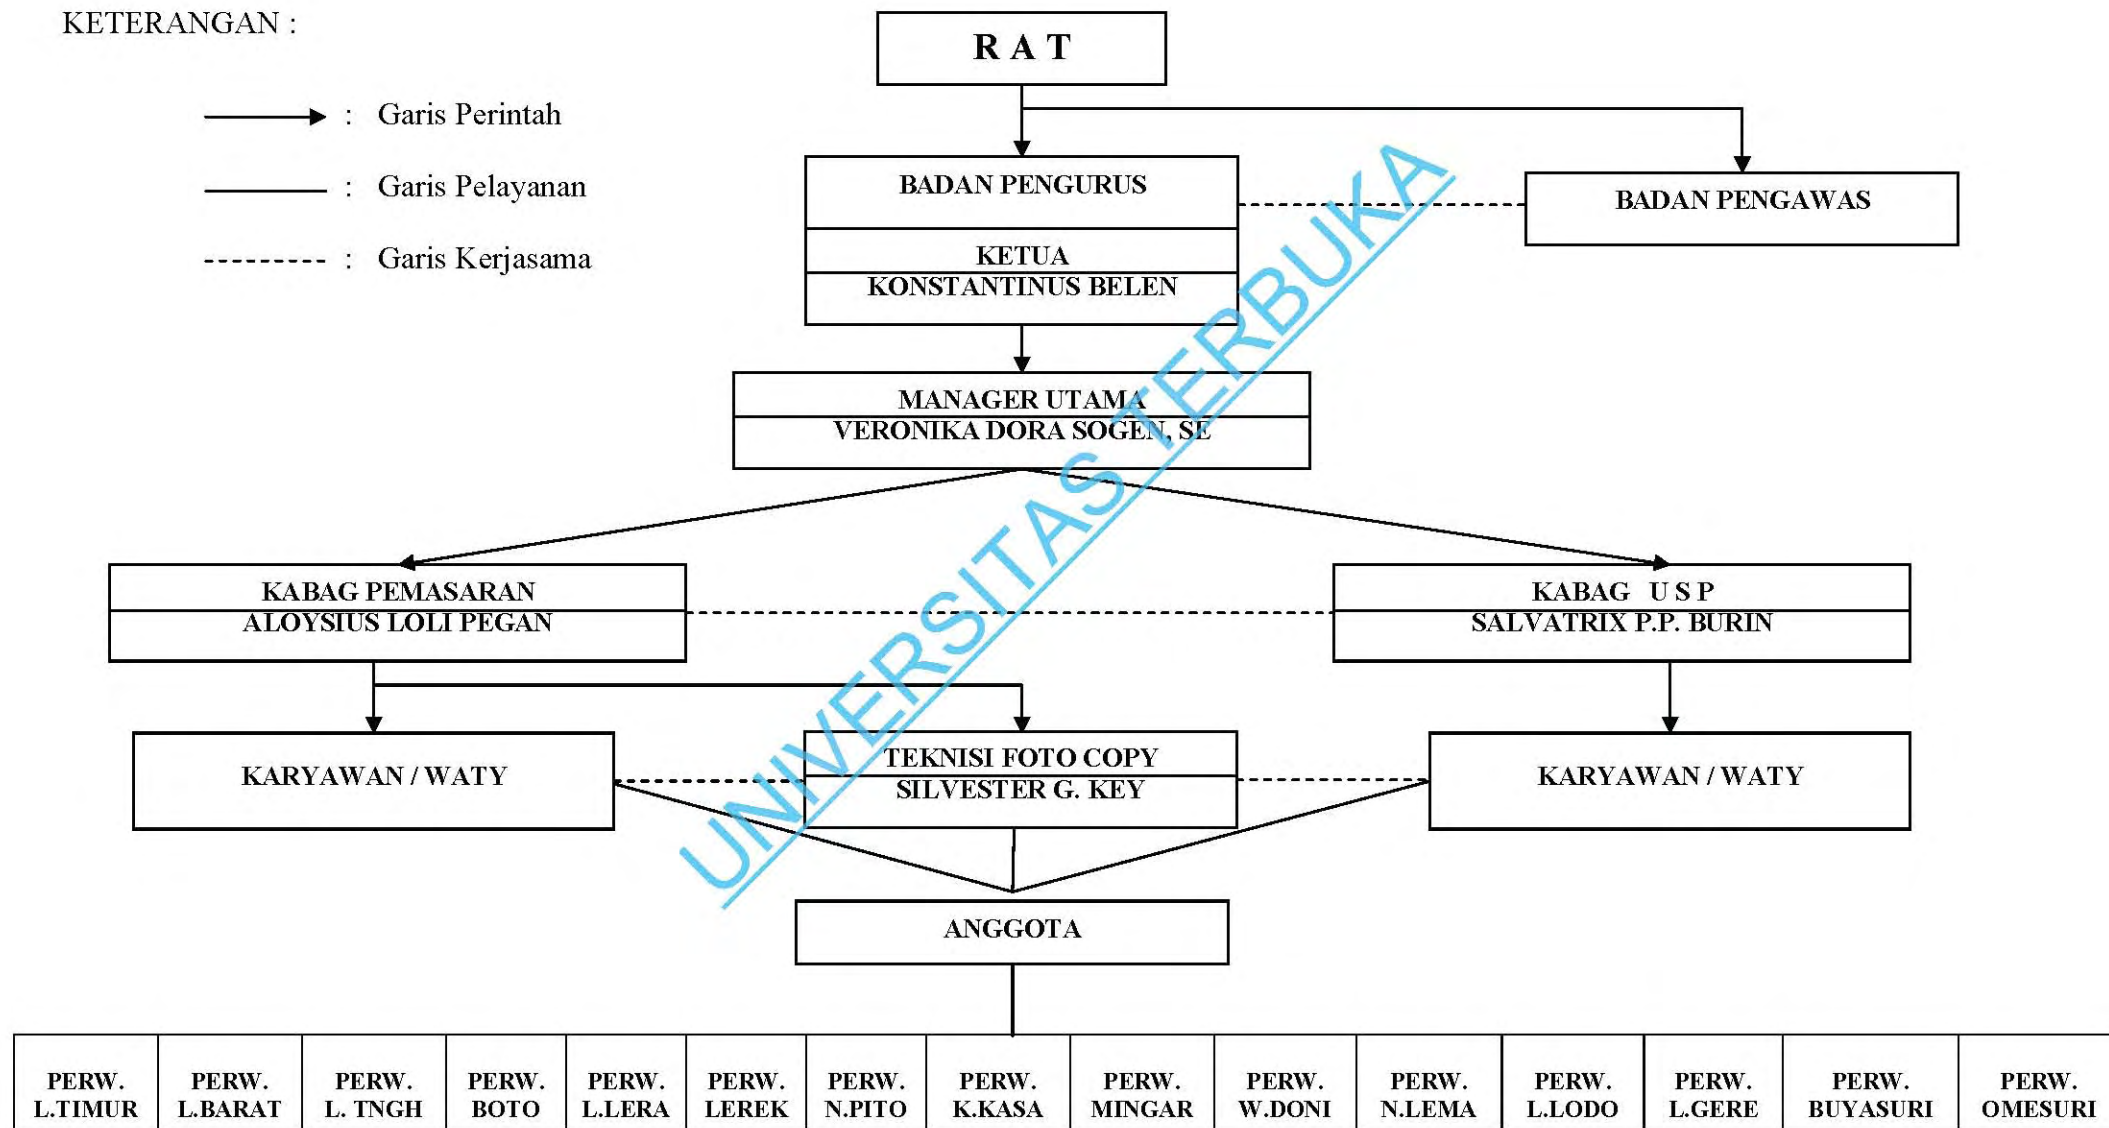 KETERANGAN :
: Garis Perintah
: Garis Pelayanan
: Garis Kerjasama
R A T
BADAN PENGURUS
KETUA
KONSTANTINUS BELEN
BADAN PENGAWAS
MANAGER UTAMA
VERONIKA DORA SOGEN, SE
KABAG PEMASARAN
ALOYSIUS LOLI PEGAN
KABAG U S P
SALVATRIX P.P. BURIN
KARYAWAN / WATY
TEKNISI FOTO COPY
SILVESTER G. KEY
KARYAWAN / WATY
ANGGOTA
PERW.
L.TIMUR
PERW.
L.BARAT
PERW.
L. TNGH
PERW.
BOTO
PERW.
L.LERA
PERW.
LEREK
PERW.
N.PITO
PERW.
K.KASA
PERW.
MINGAR
PERW.
W.DONI
PERW.
N.LEMA
PERW.
L.LODO
PERW.
L.GERE
PERW.
BUYASURI
PERW.
OMESURI
UNIVERSITAS TERBUKA